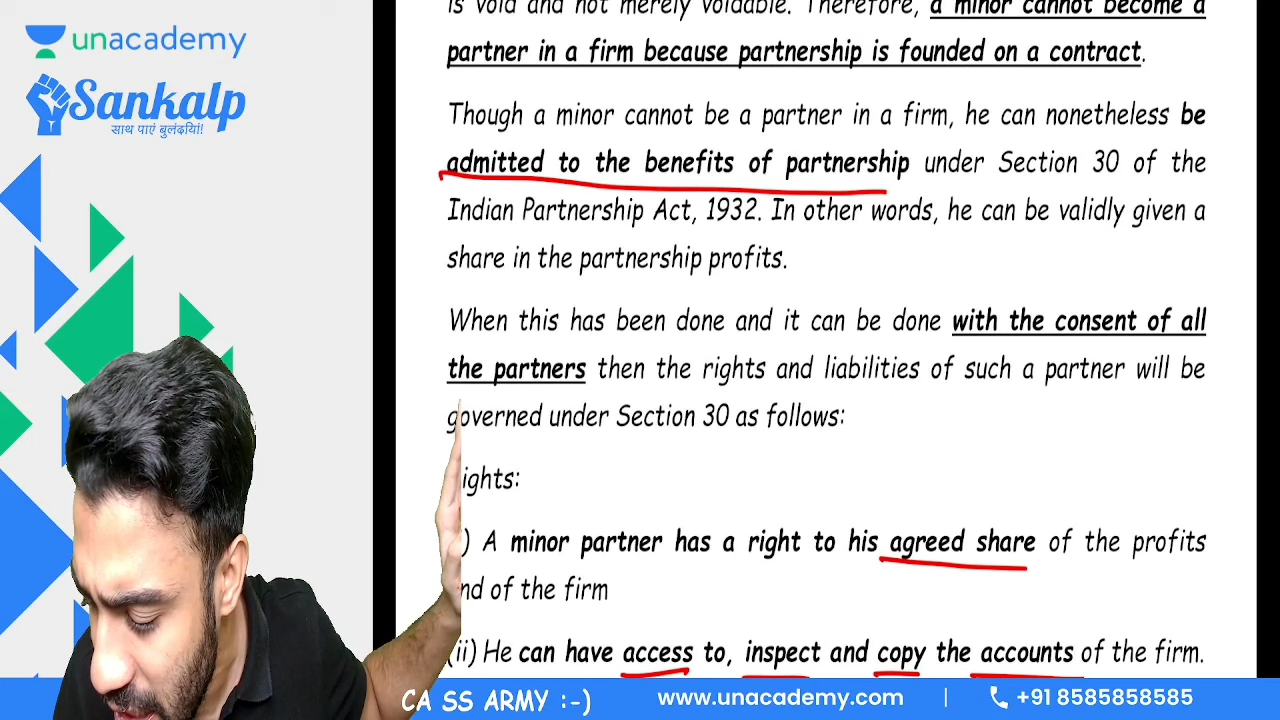 unacademy
Sankalp
साथ पाएं बुलंदियां!
is void and not merely voidable. Therefore, a minor cannot become a
partner in a firm because partnership is founded on a contract.
Though a minor cannot be a partner in a firm, he can nonetheless be
admitted to the benefits of partnership under Section 30 of the
Indian Partnership Act, 1932. In other words, he can be validly given a
share in the partnership profits.
When this has been done and it can be done with the consent of all
the partners then the rights and liabilities of such a partner will be
governed under Section 30 as follows:
ights:
) A minor partner has a right to his agreed share of the profits
nd of the firm
(ii) He can have access to, inspect and copy the accounts of the firm.
CA SS ARMY :-) www.unacademy.com | +91 8585858585